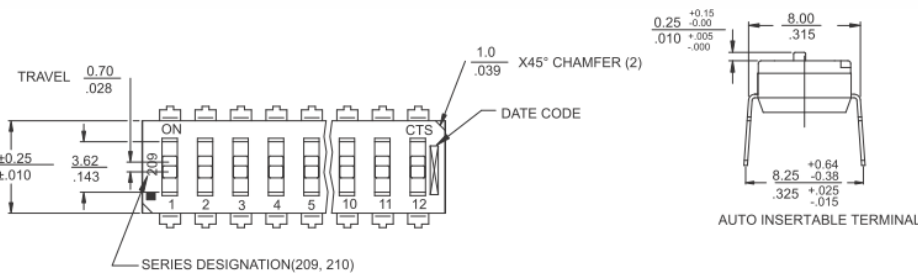 TRAVEL
0.70
.028
1.0
.039
X45° CHAMFER (2)
DATE CODE
ON
CTS
209
±0.25
±.010
3.62
.143
1 2 3 4 5 10 11 12
SERIES DESIGNATION(209, 210)
0.25 +0.15 -0.00
.010 +.005 -.000
8.00
.315
8.25 +0.64 -0.38
.325 +.025 -.015
AUTO INSERTABLE TERMINAL